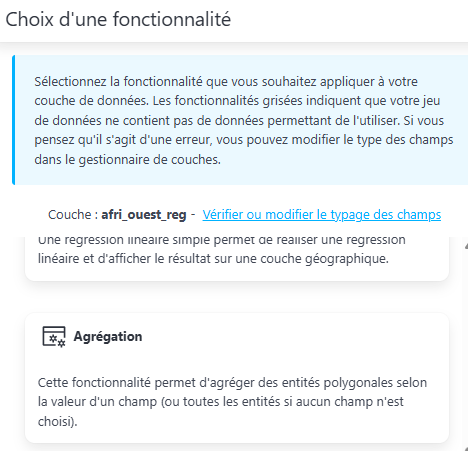 Choix d'une fonctionnalité
Sélectionnez la fonctionnalité que vous souhaitez appliquer à votre
couche de données. Les fonctionnalités grisées indiquent que votre jeu
de données ne contient pas de données permettant de l'utiliser. Si vous
pensez qu'il s'agit d'une erreur, vous pouvez modifier le type des champs
dans le gestionnaire de couches.
Couche : afri_ouest_reg - Vérifier ou modifier le typage des champs
Une régression linéaire simple permet de réaliser une régression
linéaire et d'afficher le résultat sur une couche géographique.
Agrégation
Cette fonctionnalité permet d'agréger des entités polygonales selon
la valeur d'un champ (ou toutes les entités si aucun champ n'est
choisi).